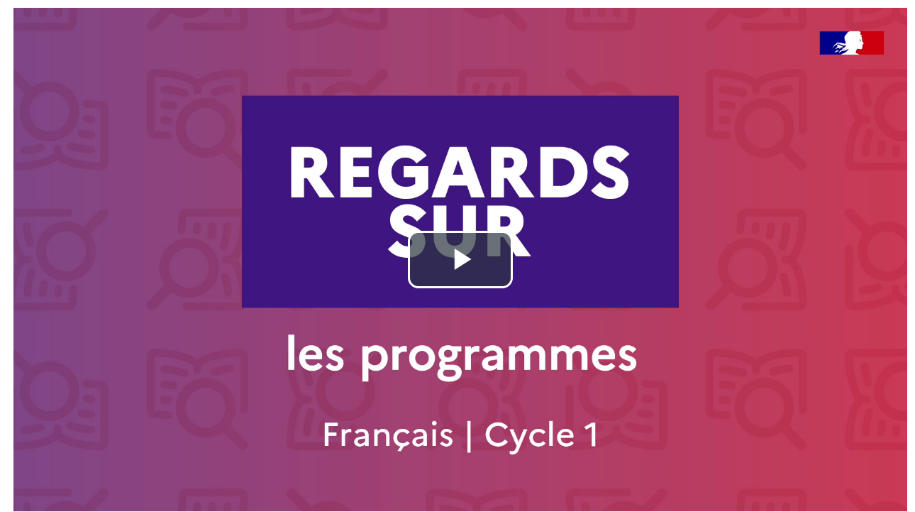 REGARDS
SUR
les programmes
Français | Cycle 1